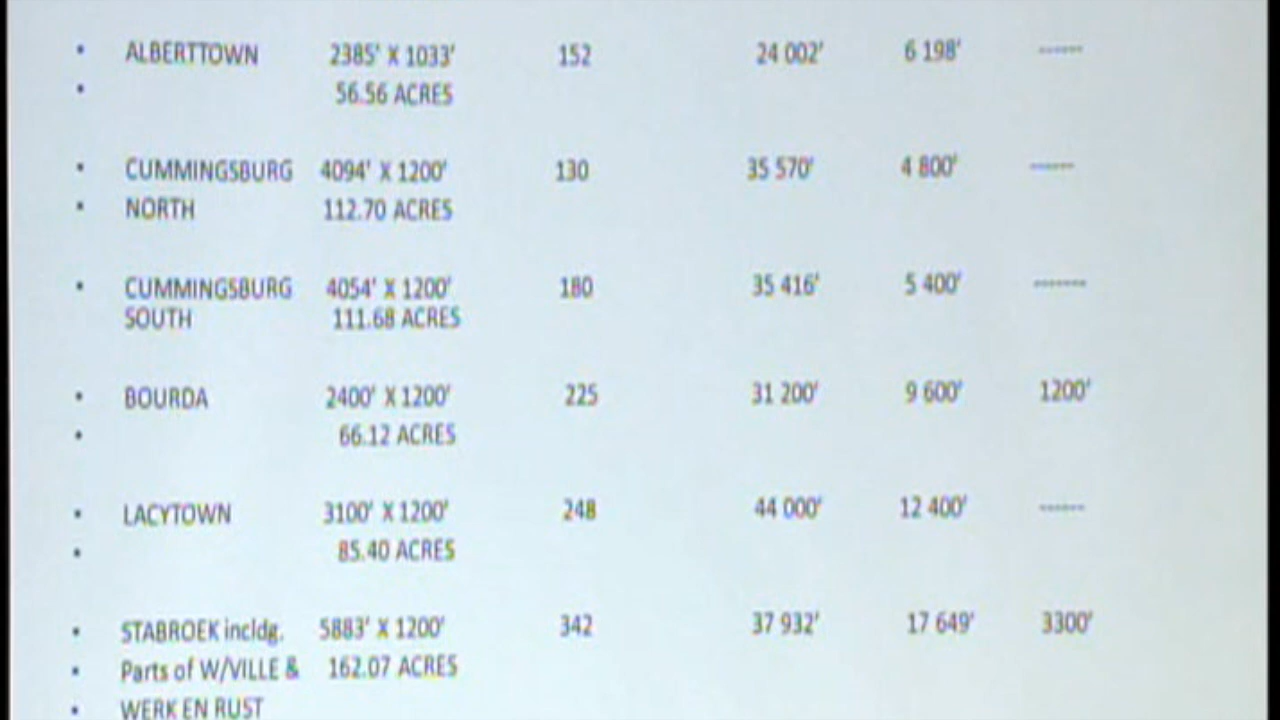 • ALBERTTOWN 2385' X 1033' 152 24 002' 6 198' ------
• 56.56 ACRES
• CUMMINGSBURG 4094' X 1200' 130 35 570' 4 800' ------
• NORTH 112.70 ACRES
• CUMMINGSBURG 4054' X 1200' 180 35 416' 5 400' -------
SOUTH 111.68 ACRES
• BOURDA 2400' X 1200' 225 31 200' 9 600' 1200'
• 66.12 ACRES
• LACYTOWN 3100' X 1200' 248 44 000' 12 400' ------
• 85.40 ACRES
• STABROEK incldg. 5883' X 1200' 342 37 932' 17 649' 3300'
• Parts of W/VILLE & 162.07 ACRES
• WERK EN RUST